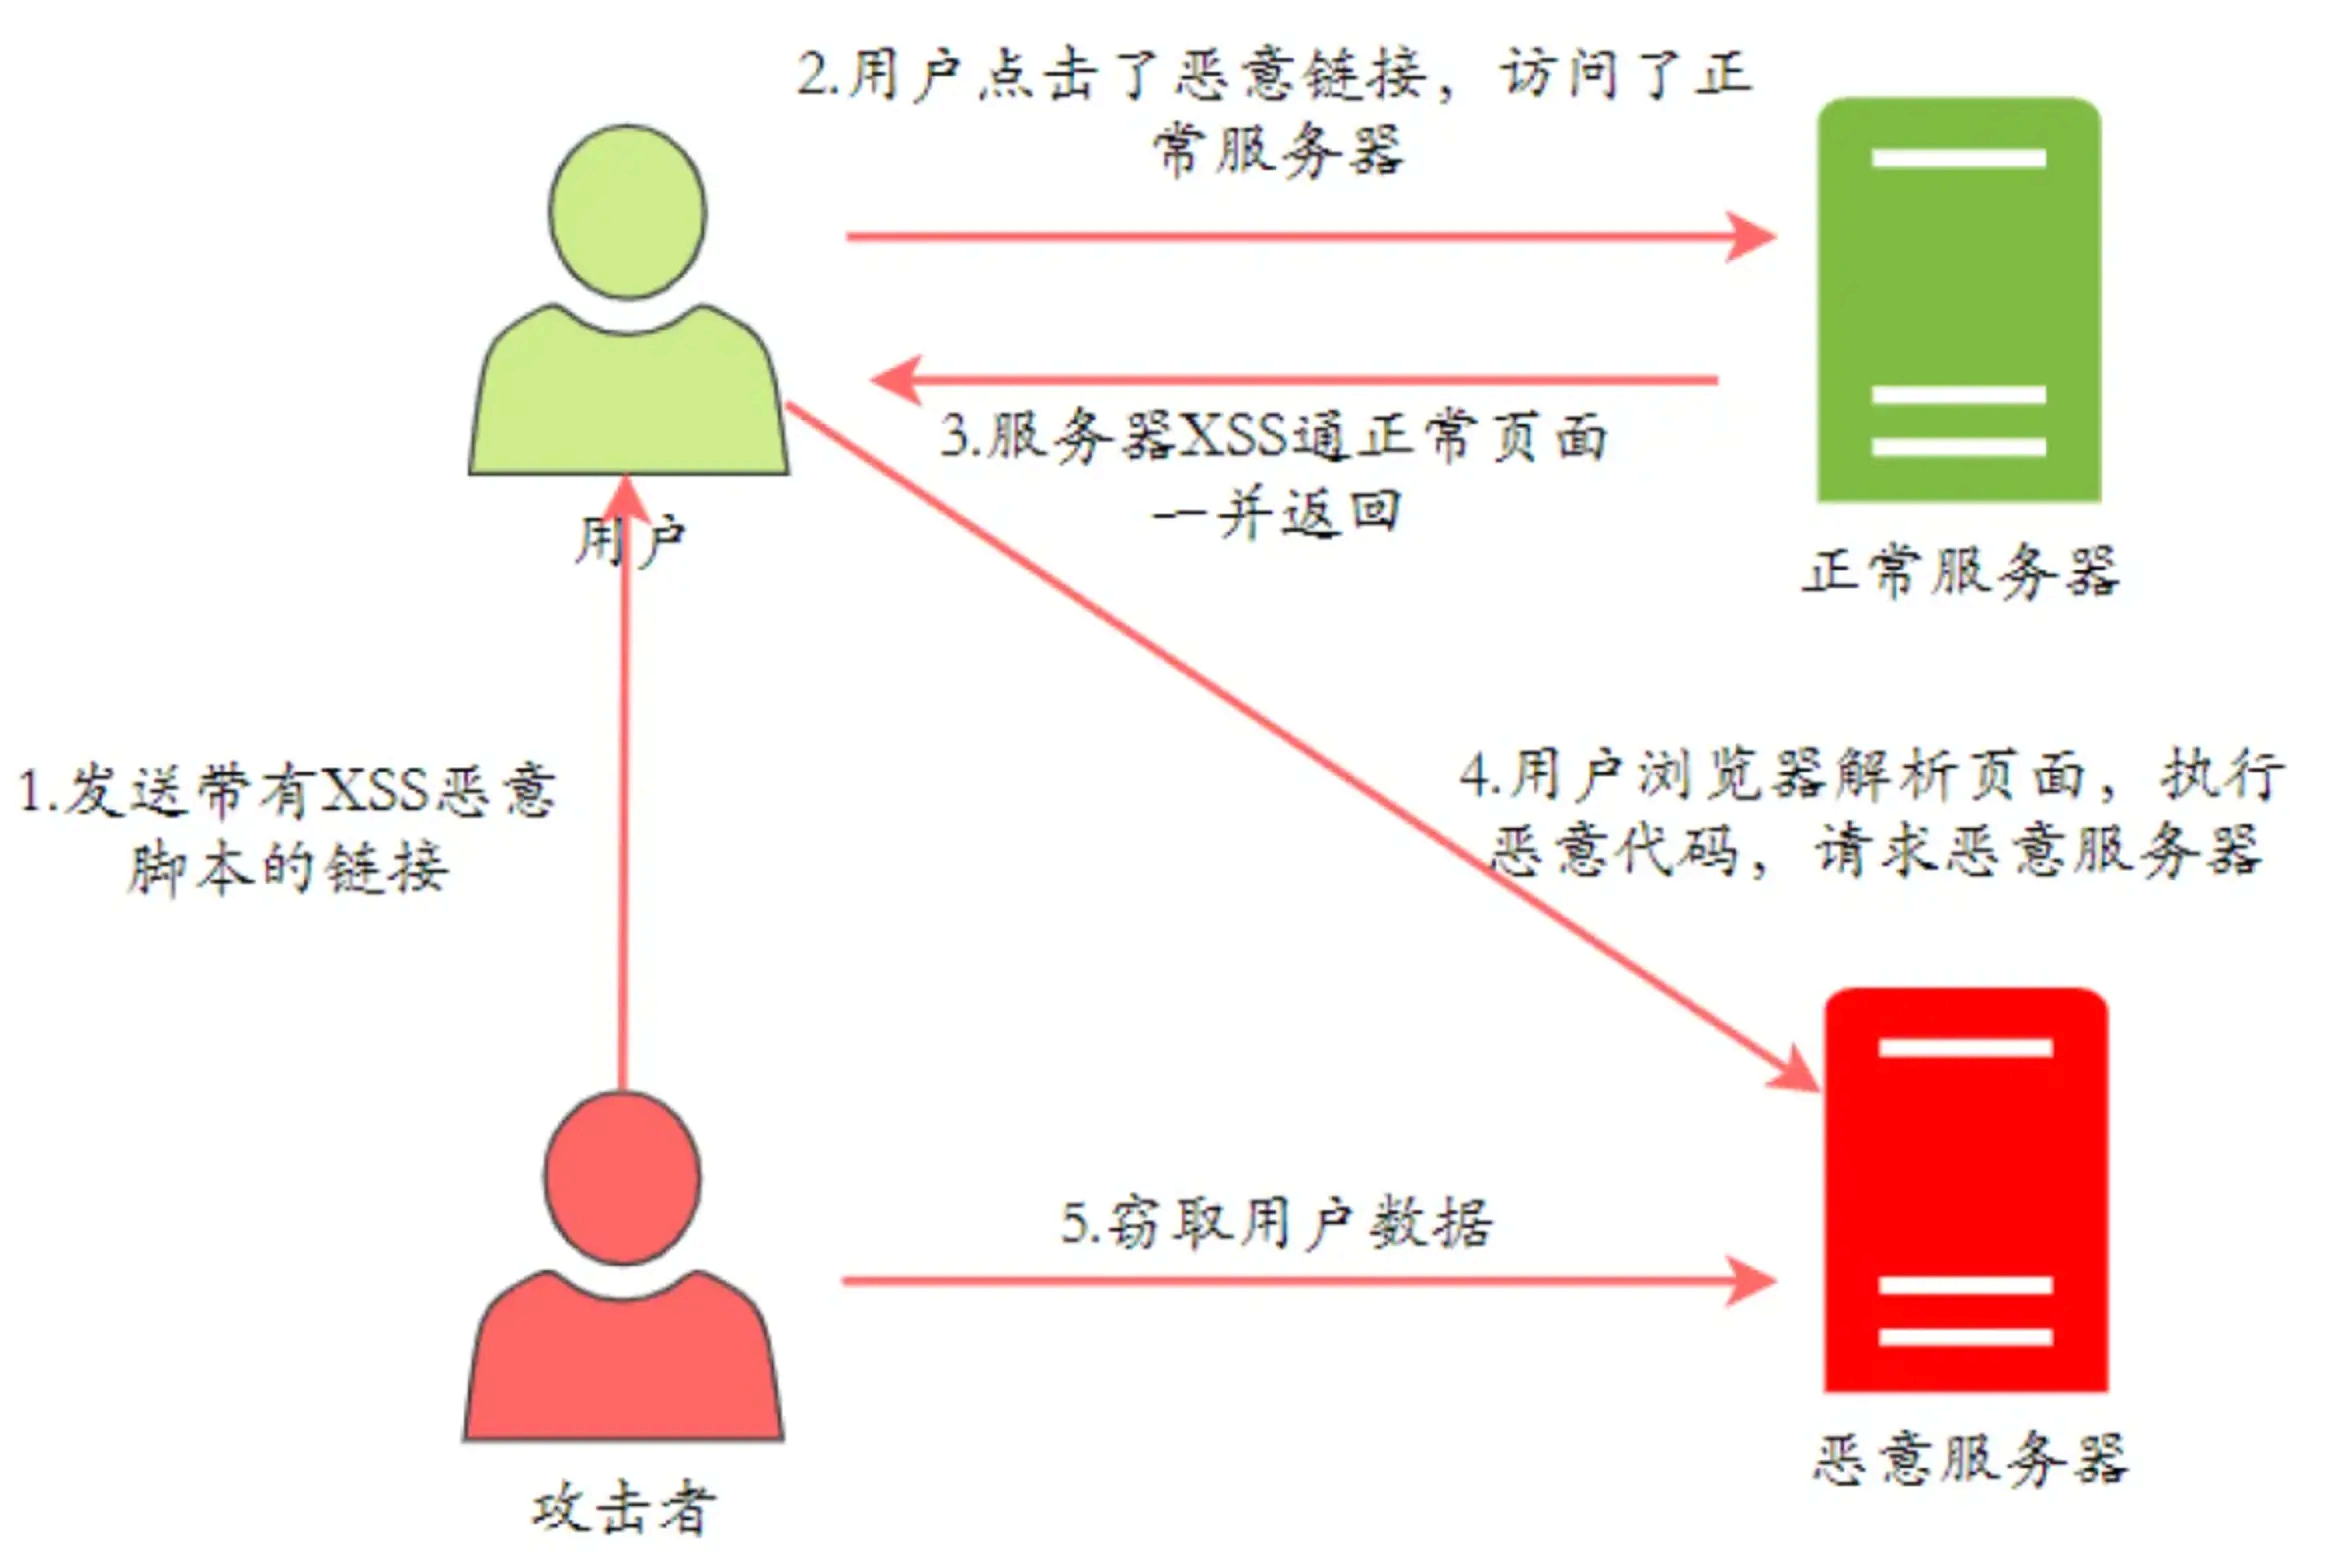 2.用户点击了恶意链接，访问了正
常服务器
3.服务器XSS通正常页面
一并返回
用户
正常服务器
1.发送带有XSS恶意
脚本的链接
4.用户浏览器解析页面，执行
恶意代码，请求恶意服务器
5.窃取用户数据
攻击者
恶意服务器